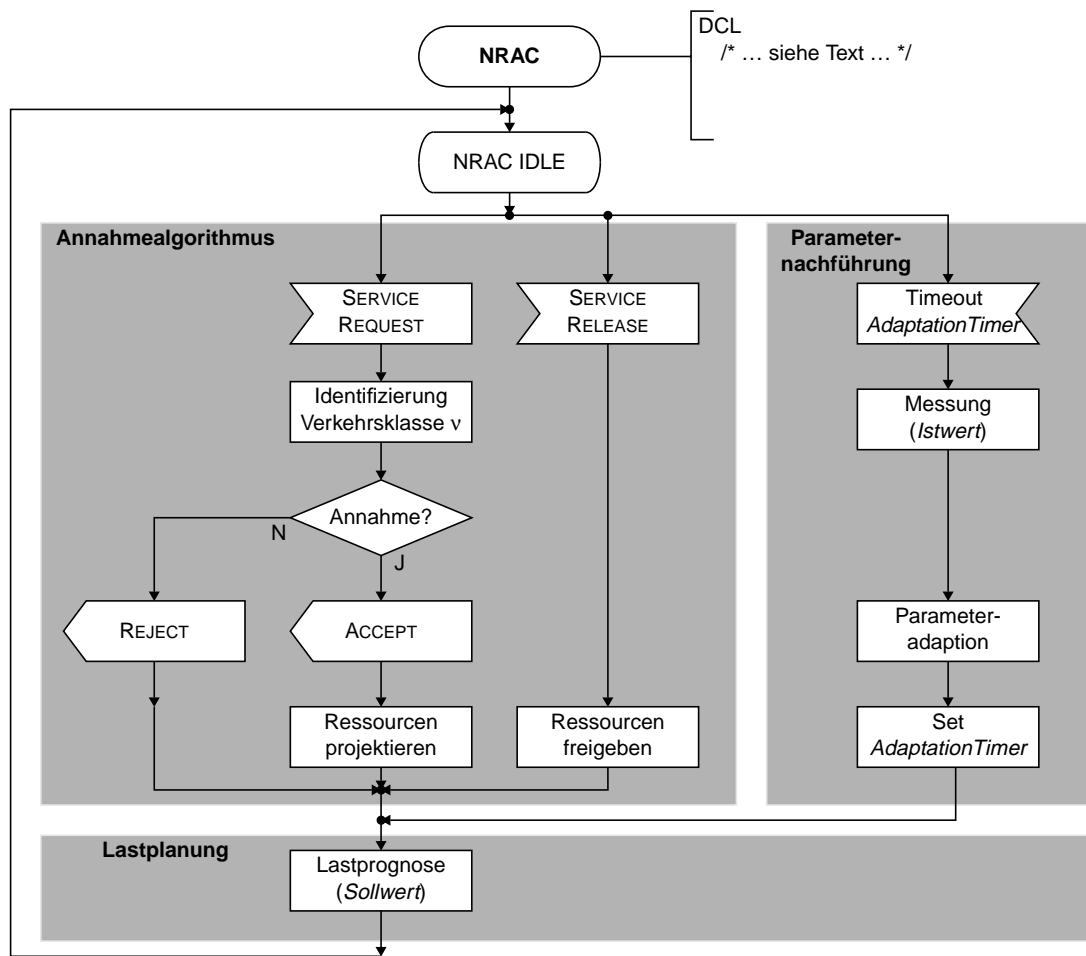 NRAC
DCL
/* … siehe Text … */
NRAC IDLE
Annahmealgorithmus
Parameter-
nachführung
SERVICE
REQUEST
SERVICE
RELEASE
Timeout
AdaptationTimer
Identifizierung
Verkehrsklasse ν
Messung
(Istwert)
Annahme?
N
J
REJECT
ACCEPT
Parameter-
adaption
Ressourcen
projektieren
Ressourcen
freigeben
Set
AdaptationTimer
Lastplanung
Lastprognose
(Sollwert)